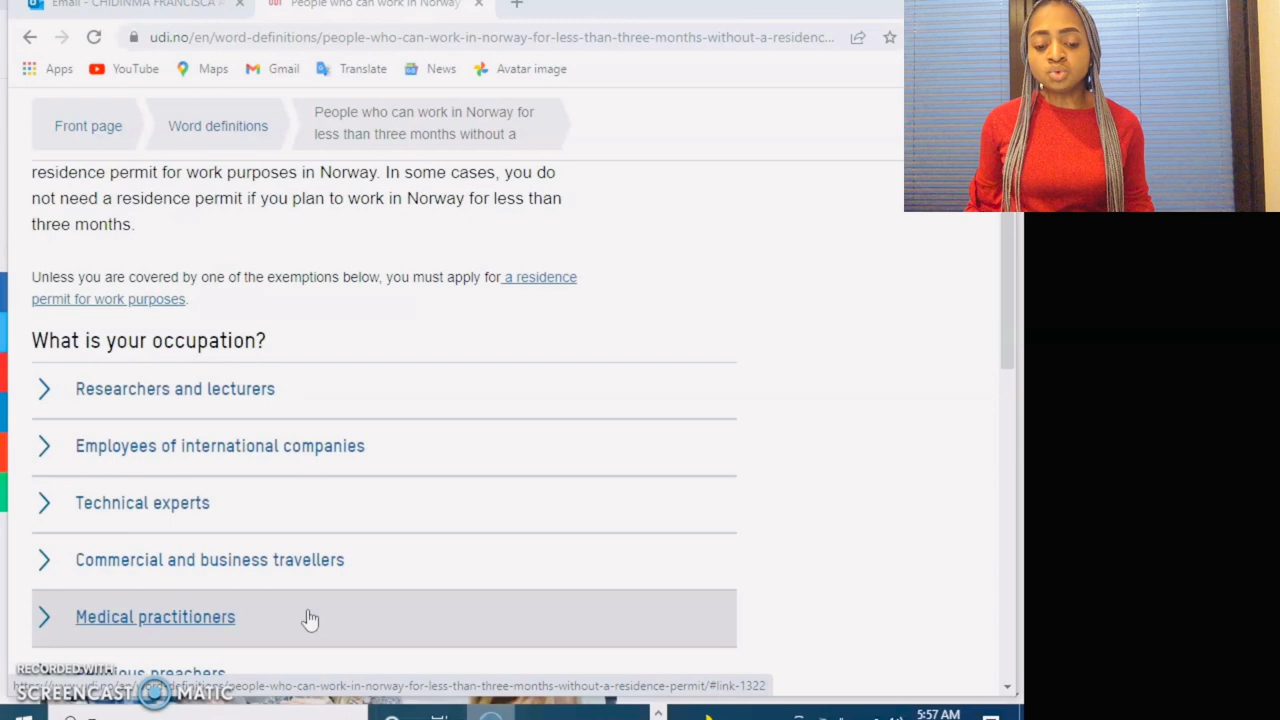 Email - CHIDINMA FRANCISCA
People who can work in Norway
udi.no/en/word-definitions/people-who-can-work-in-norway-for-less-than-three-months-without-a-residenc...
Apps YouTube Maps Gmail Translate News Avatar image
Front page
Word definitions
People who can work in Norway for
less than three months without a
residence permit for work purposes in Norway. In some cases, you do
not need a residence permit if you plan to work in Norway for less than
three months.
Unless you are covered by one of the exemptions below, you must apply for a residence
permit for work purposes.
What is your occupation?
Researchers and lecturers
Employees of international companies
Technical experts
Commercial and business travellers
Medical practitioners
preachers
RECORDED WITH
SCREENCAST MATIC
people-who-can-work-in-norway-for-less-than-three-months-without-a-residence-permit/#link-1322
5:57 AM